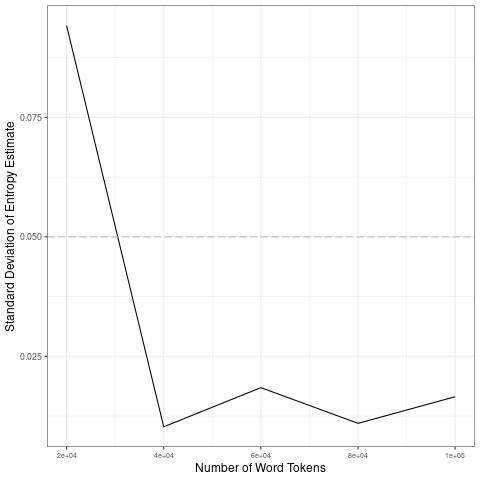 Standard Deviation of Entropy Estimate
0.075
0.050
0.025
2e+04 4e+04 6e+04 8e+04 1e+05
Number of Word Tokens